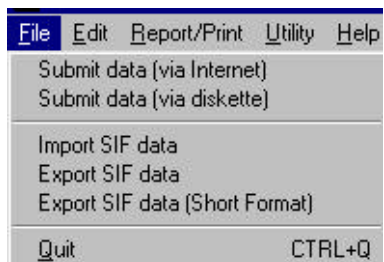 File Edit Report/Print Utility Help
Submit data (via Internet)
Submit data (via diskette)
Import SIF data
Export SIF data
Export SIF data (Short Format)
Quit CTRL+Q